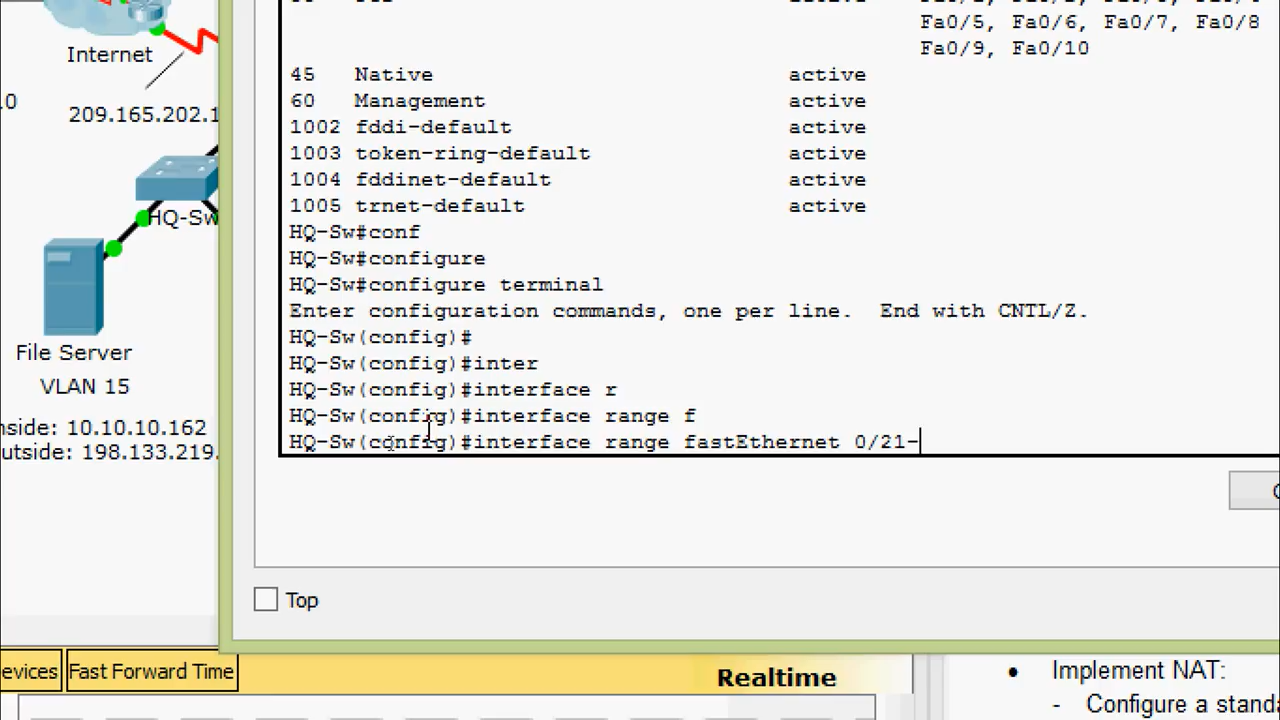 Internet
.0
209.165.202.1
HQ-Sw
File Server
VLAN 15
nside: 10.10.10.162
utside: 198.133.219.
active
Fa0/5, Fa0/6, Fa0/7, Fa0/8
Fa0/9, Fa0/10
45 Native active
60 Management active
1002 fddi-default active
1003 token-ring-default active
1004 fddinet-default active
1005 trnet-default active
HQ-Sw#conf
HQ-Sw#configure
HQ-Sw#configure terminal
Enter configuration commands, one per line. End with CNTL/Z.
HQ-Sw(config)#
HQ-Sw(config)#inter
HQ-Sw(config)#interface r
HQ-Sw(config)#interface range f
HQ-Sw(config)#interface range fastEthernet 0/21-
Top
evices
Fast Forward Time
Realtime
• Implement NAT:
- Configure a standa